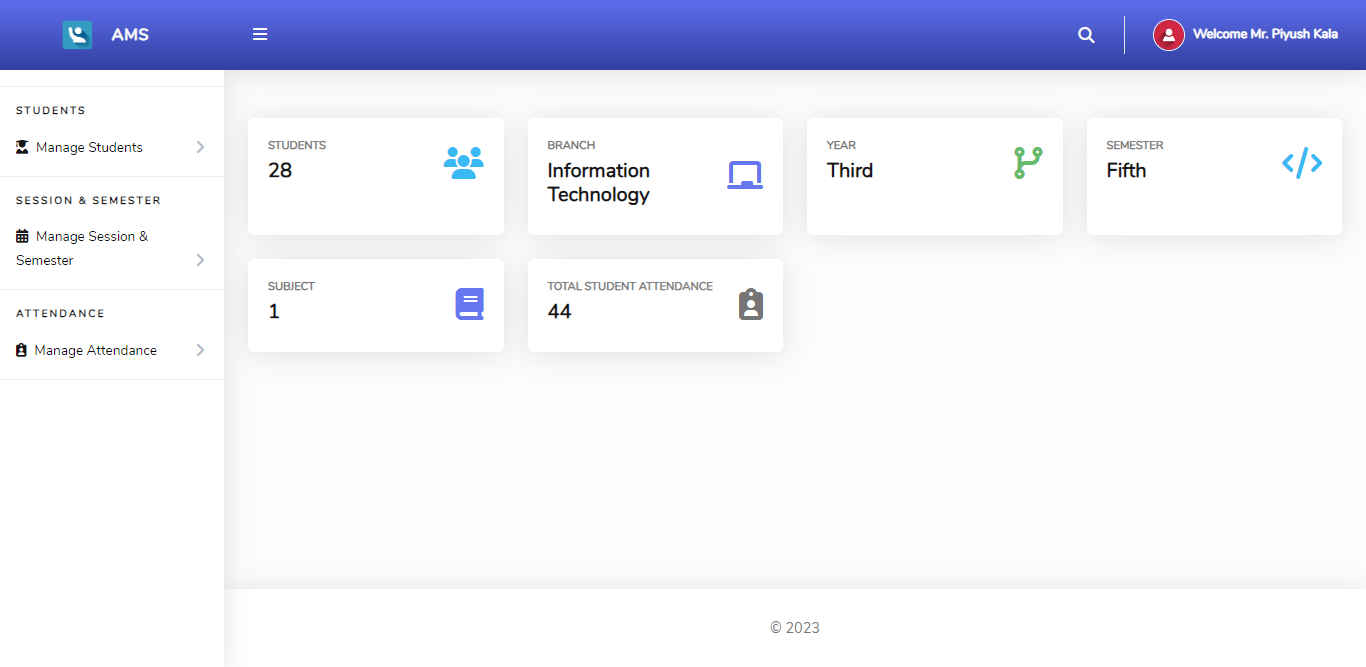 AMS
Welcome Mr. Piyush Kala
STUDENTS
Manage Students
SESSION & SEMESTER
Manage Session &
Semester
ATTENDANCE
Manage Attendance
STUDENTS
28
BRANCH
Information
Technology
YEAR
Third
SEMESTER
Fifth
SUBJECT
1
TOTAL STUDENT ATTENDANCE
44
© 2023